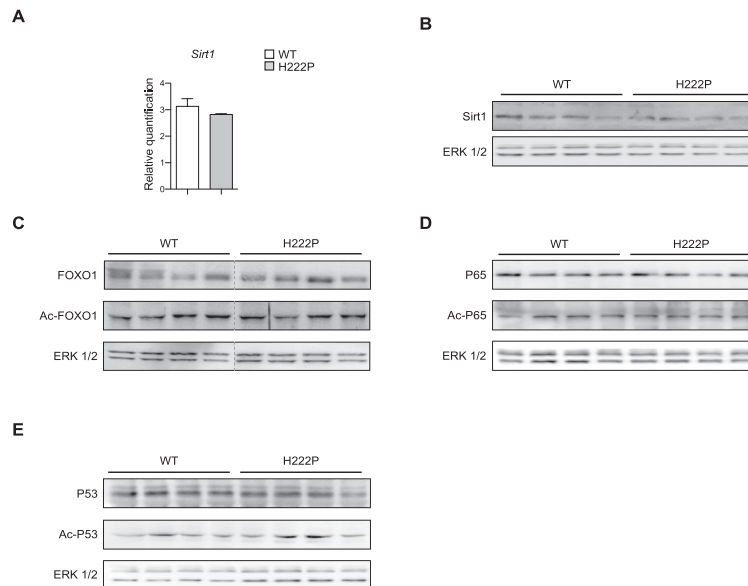 A
Sirt1
WT
H222P
Relative quantification
4
3
2
1
0
B
WT H222P
Sirt1
ERK 1/2
C
WT H222P
FOXO1
Ac-FOXO1
ERK 1/2
D
WT H222P
P65
Ac-P65
ERK 1/2
E
WT H222P
P53
Ac-P53
ERK 1/2